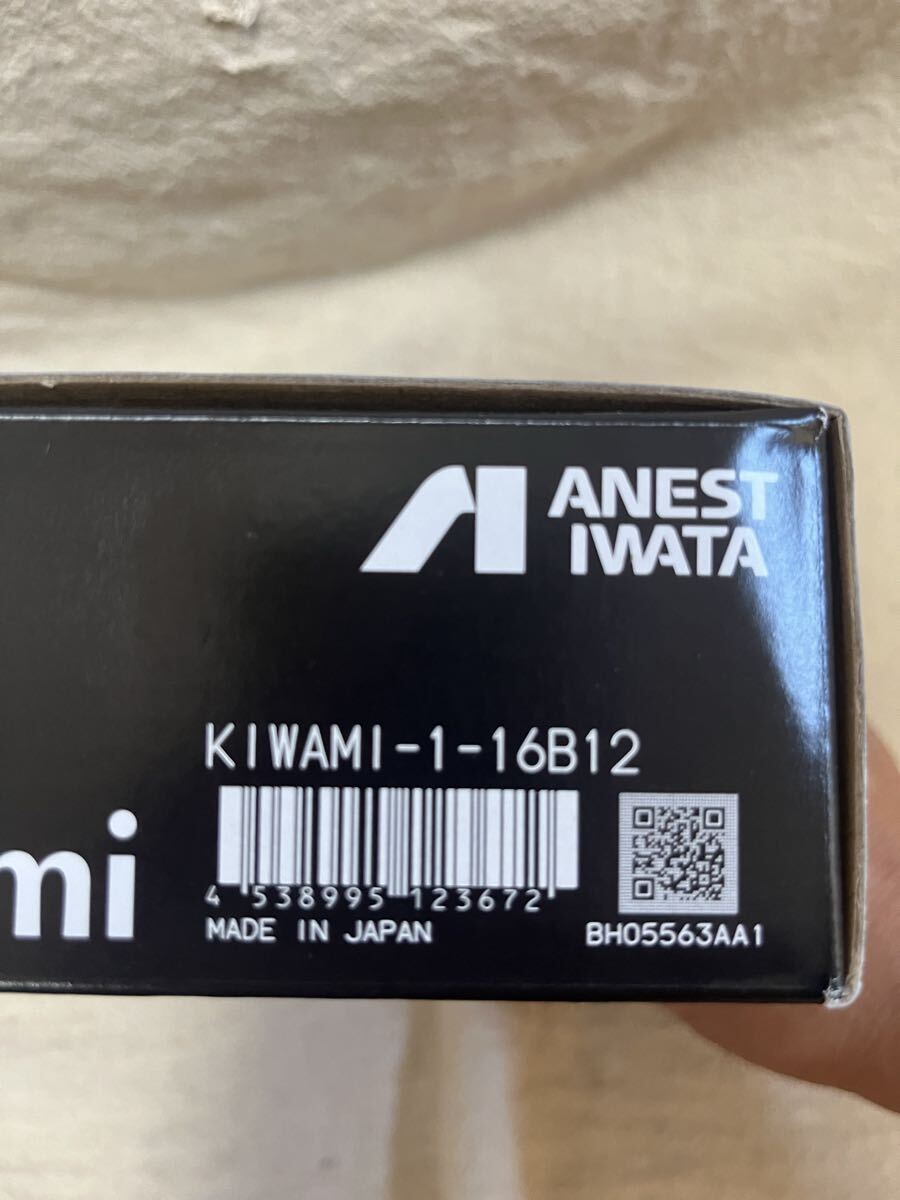 ANEST
IWATA
KIWAMI-1-16B12
mi
4 538995 123672
MADE IN JAPAN
BH05563AA1